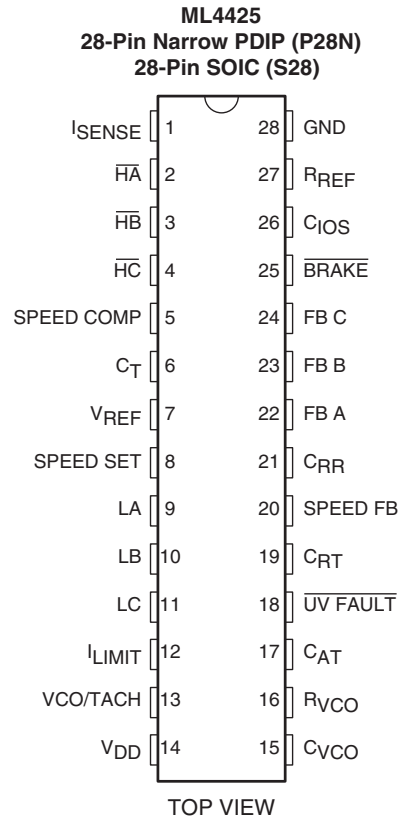 ML4425
28-Pin Narrow PDIP (P28N)
28-Pin SOIC (S28)
ISENSE 1 28 GND
HA 2 27 RREF
HB 3 26 CIOS
HC 4 25 BRAKE
SPEED COMP 5 24 FB C
CT 6 23 FB B
VREF 7 22 FB A
SPEED SET 8 21 CRR
LA 9 20 SPEED FB
LB 10 19 CRT
LC 11 18 UV FAULT
ILIMIT 12 17 CAT
VCO/TACH 13 16 RVCO
VDD 14 15 CVCO
TOP VIEW